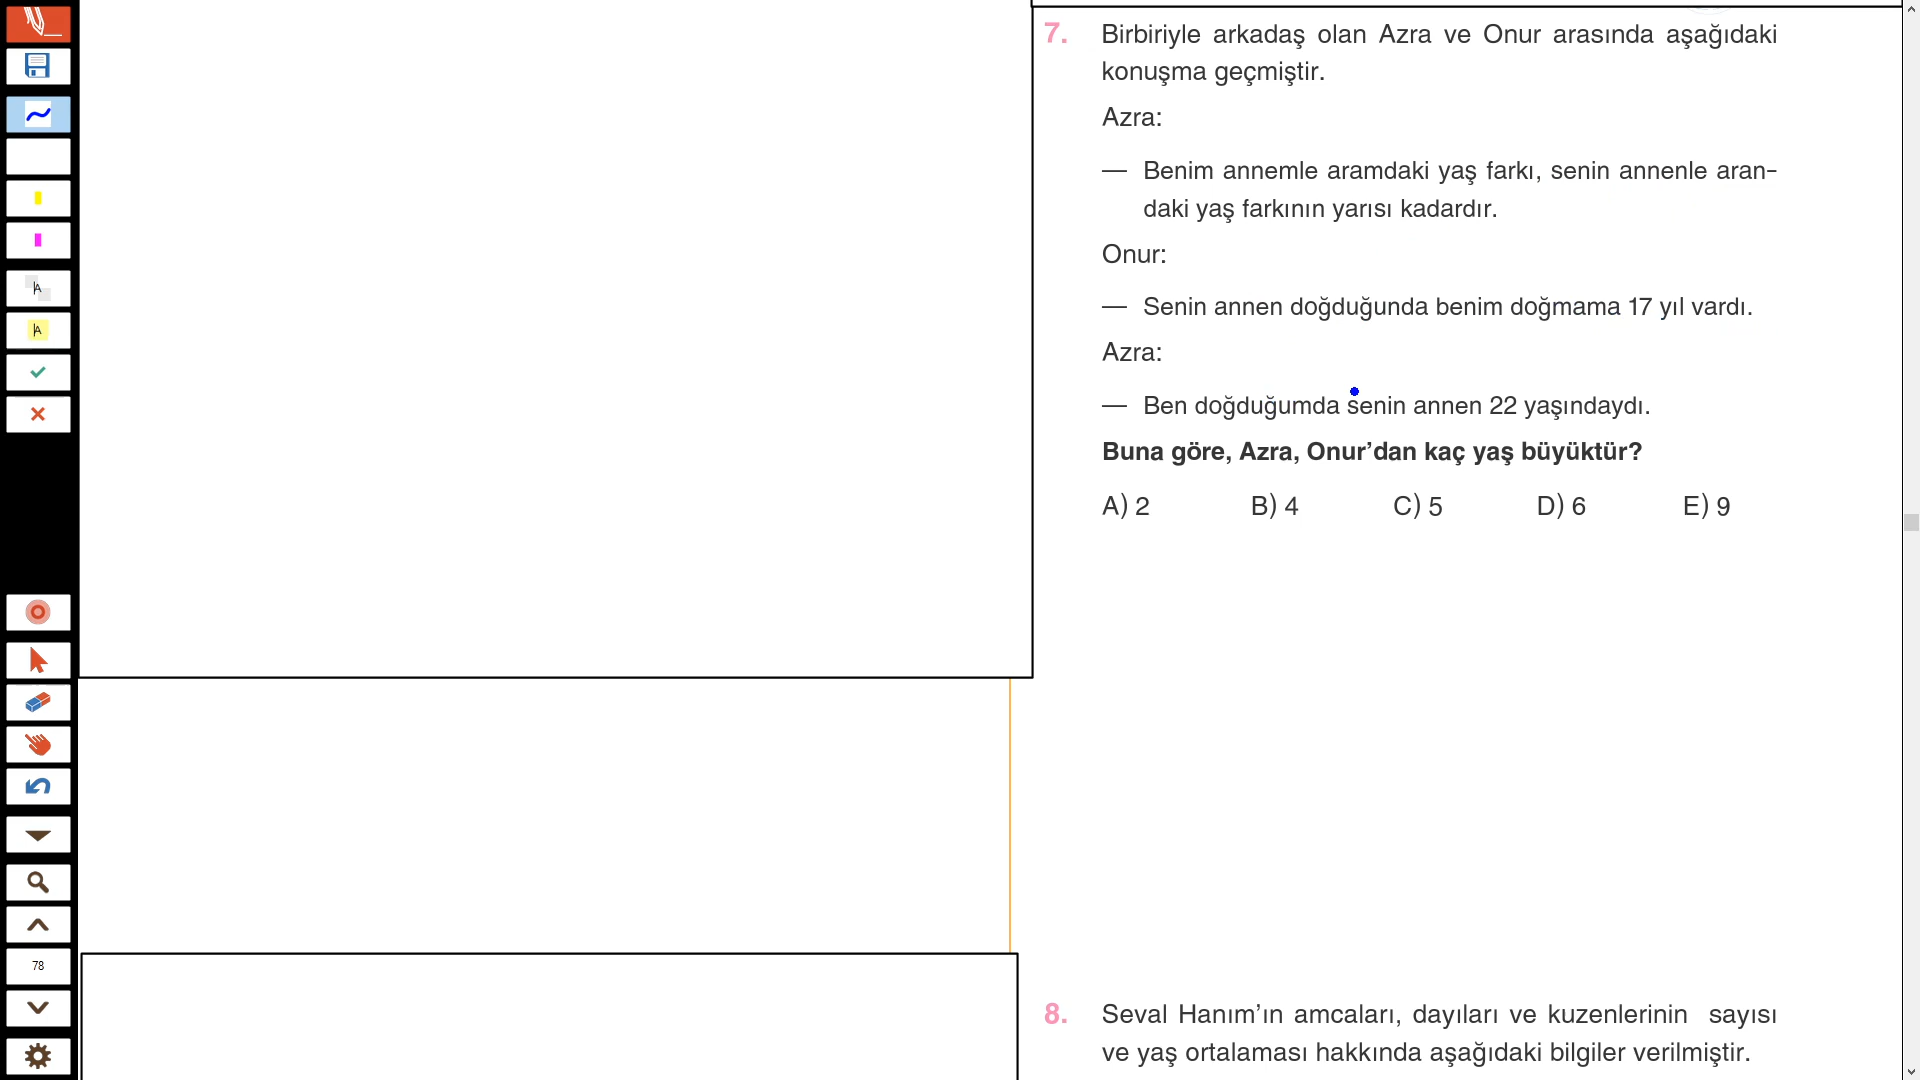 7. Birbiriyle arkadaş olan Azra ve Onur arasında aşağıdaki
konuşma geçmiştir.
Azra:
— Benim annemle aramdaki yaş farkı, senin annenle aran-
daki yaş farkının yarısı kadardır.
Onur:
— Senin annen doğduğunda benim doğmama 17 yıl vardı.
Azra:
— Ben doğduğumda senin annen 22 yaşındaydı.
Buna göre, Azra, Onur’dan kaç yaş büyüktür?
A) 2 B) 4 C) 5 D) 6 E) 9
A
A
78
8. Seval Hanım’ın amcaları, dayıları ve kuzenlerinin sayısı
ve yaş ortalaması hakkında aşağıdaki bilgiler verilmiştir.